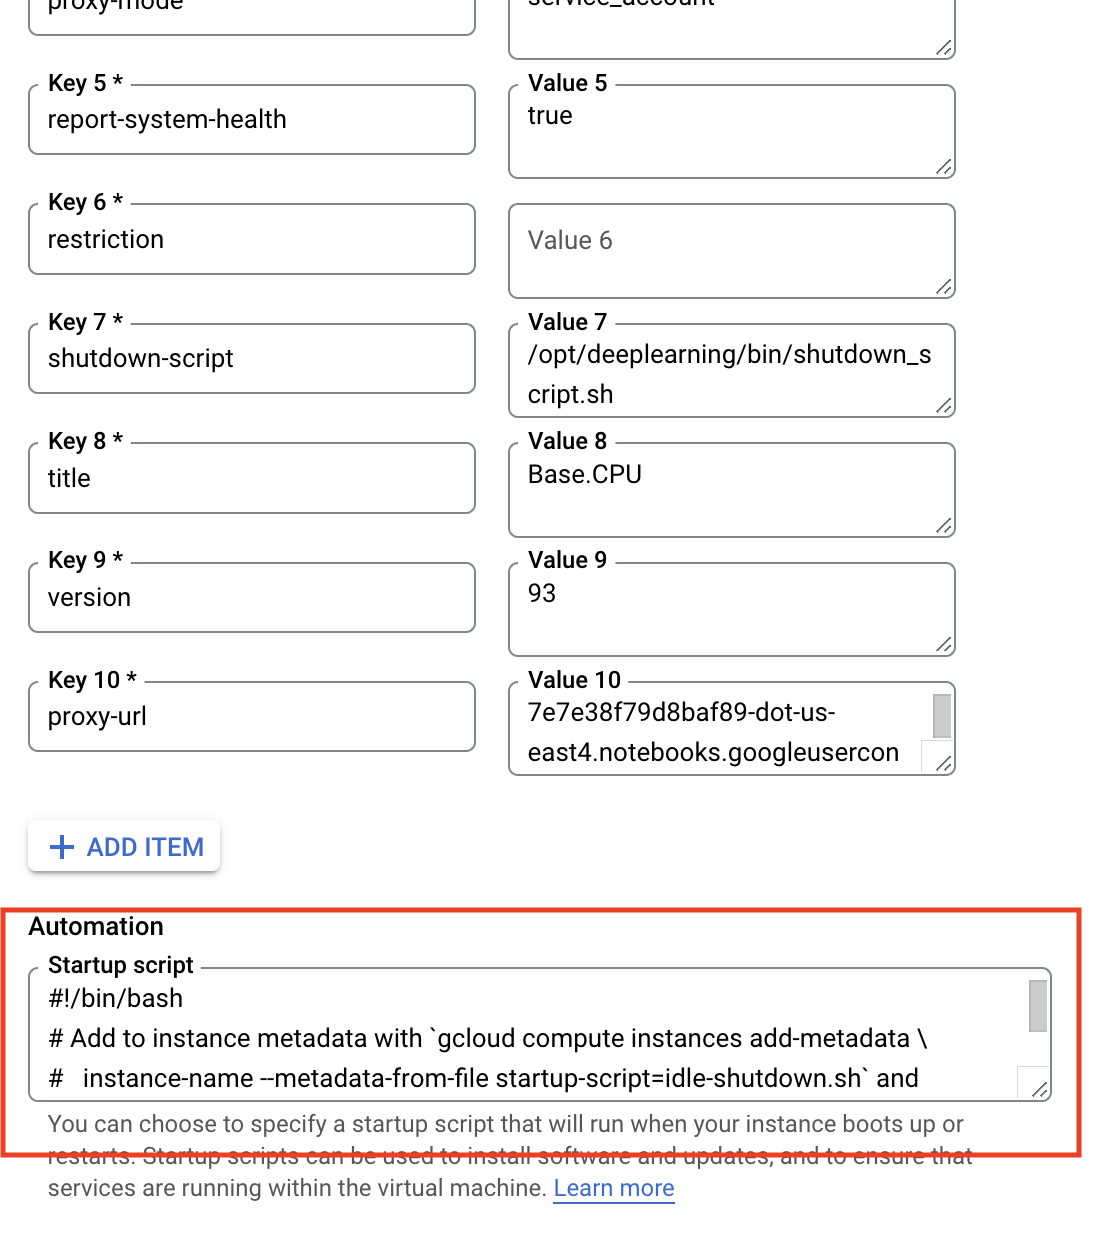 proxy-mode
service_account
Key 5 *
report-system-health
Value 5
true
Key 6 *
restriction
Value 6
Key 7 *
shutdown-script
Value 7
/opt/deeplearning/bin/shutdown_s
cript.sh
Key 8 *
title
Value 8
Base.CPU
Key 9 *
version
Value 9
93
Key 10 *
proxy-url
Value 10
7e7e38f79d8baf89-dot-us-
east4.notebooks.googleusercon
+ ADD ITEM
Automation
Startup script
#!/bin/bash
# Add to instance metadata with `gcloud compute instances add-metadata \
#   instance-name --metadata-from-file startup-script=idle-shutdown.sh` and
You can choose to specify a startup script that will run when your instance boots up or
restarts. Startup scripts can be used to install software and updates, and to ensure that
services are running within the virtual machine. Learn more